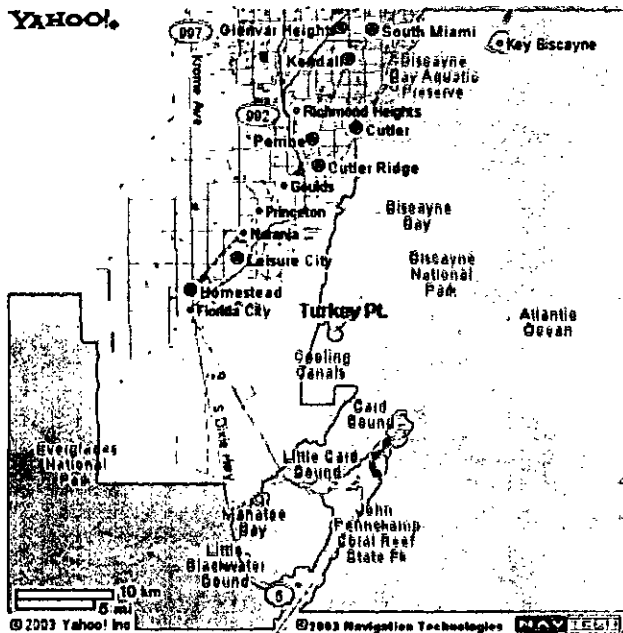 YAHOO!
997
Glenvar Heights
South Miami
Key Biscayne
Kendall
Biscayne
Bay Aquatic
Preserve
Krome Ave
992
Richmond Heights
Cutler
Perrine
Cutler Ridge
Goulds
Princeton
Biscayne
Bay
Naranja
Leisure City
Biscayne
National
Park
Homestead
Florida City
Turkey Pt.
Atlantic
Ocean
Cooling
Canals
S Dixie Hwy
Card
Sound
Everglades
National
Park
Little Card
Sound
Manatee
Bay
John
Pennekamp
Coral Reef
State Pk
Little
Blackwater
Sound
10 km
5 mi
©2003 Yahoo! Inc
©2003 Navigation Technologies
NAVTECH